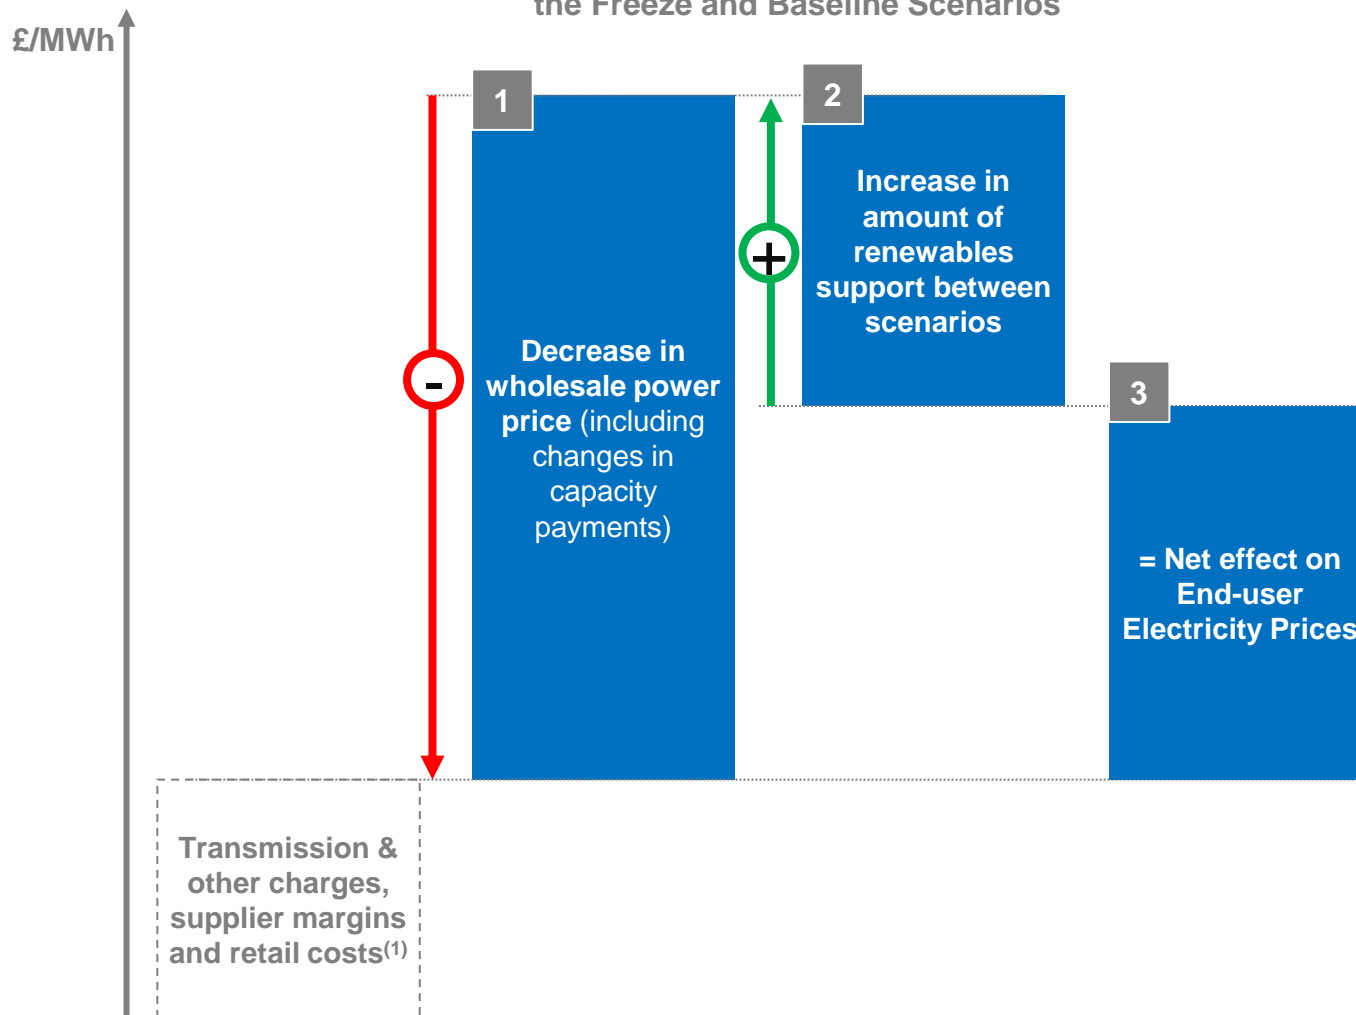 the Freeze and Baseline Scenarios
£/MWh
1
2
Increase in
amount of
renewables
support between
scenarios
+
Decrease in
wholesale power
price (including
changes in
capacity
payments)
-
3
= Net effect on
End-user
Electricity Prices
Transmission &
other charges,
supplier margins
and retail costs(1)